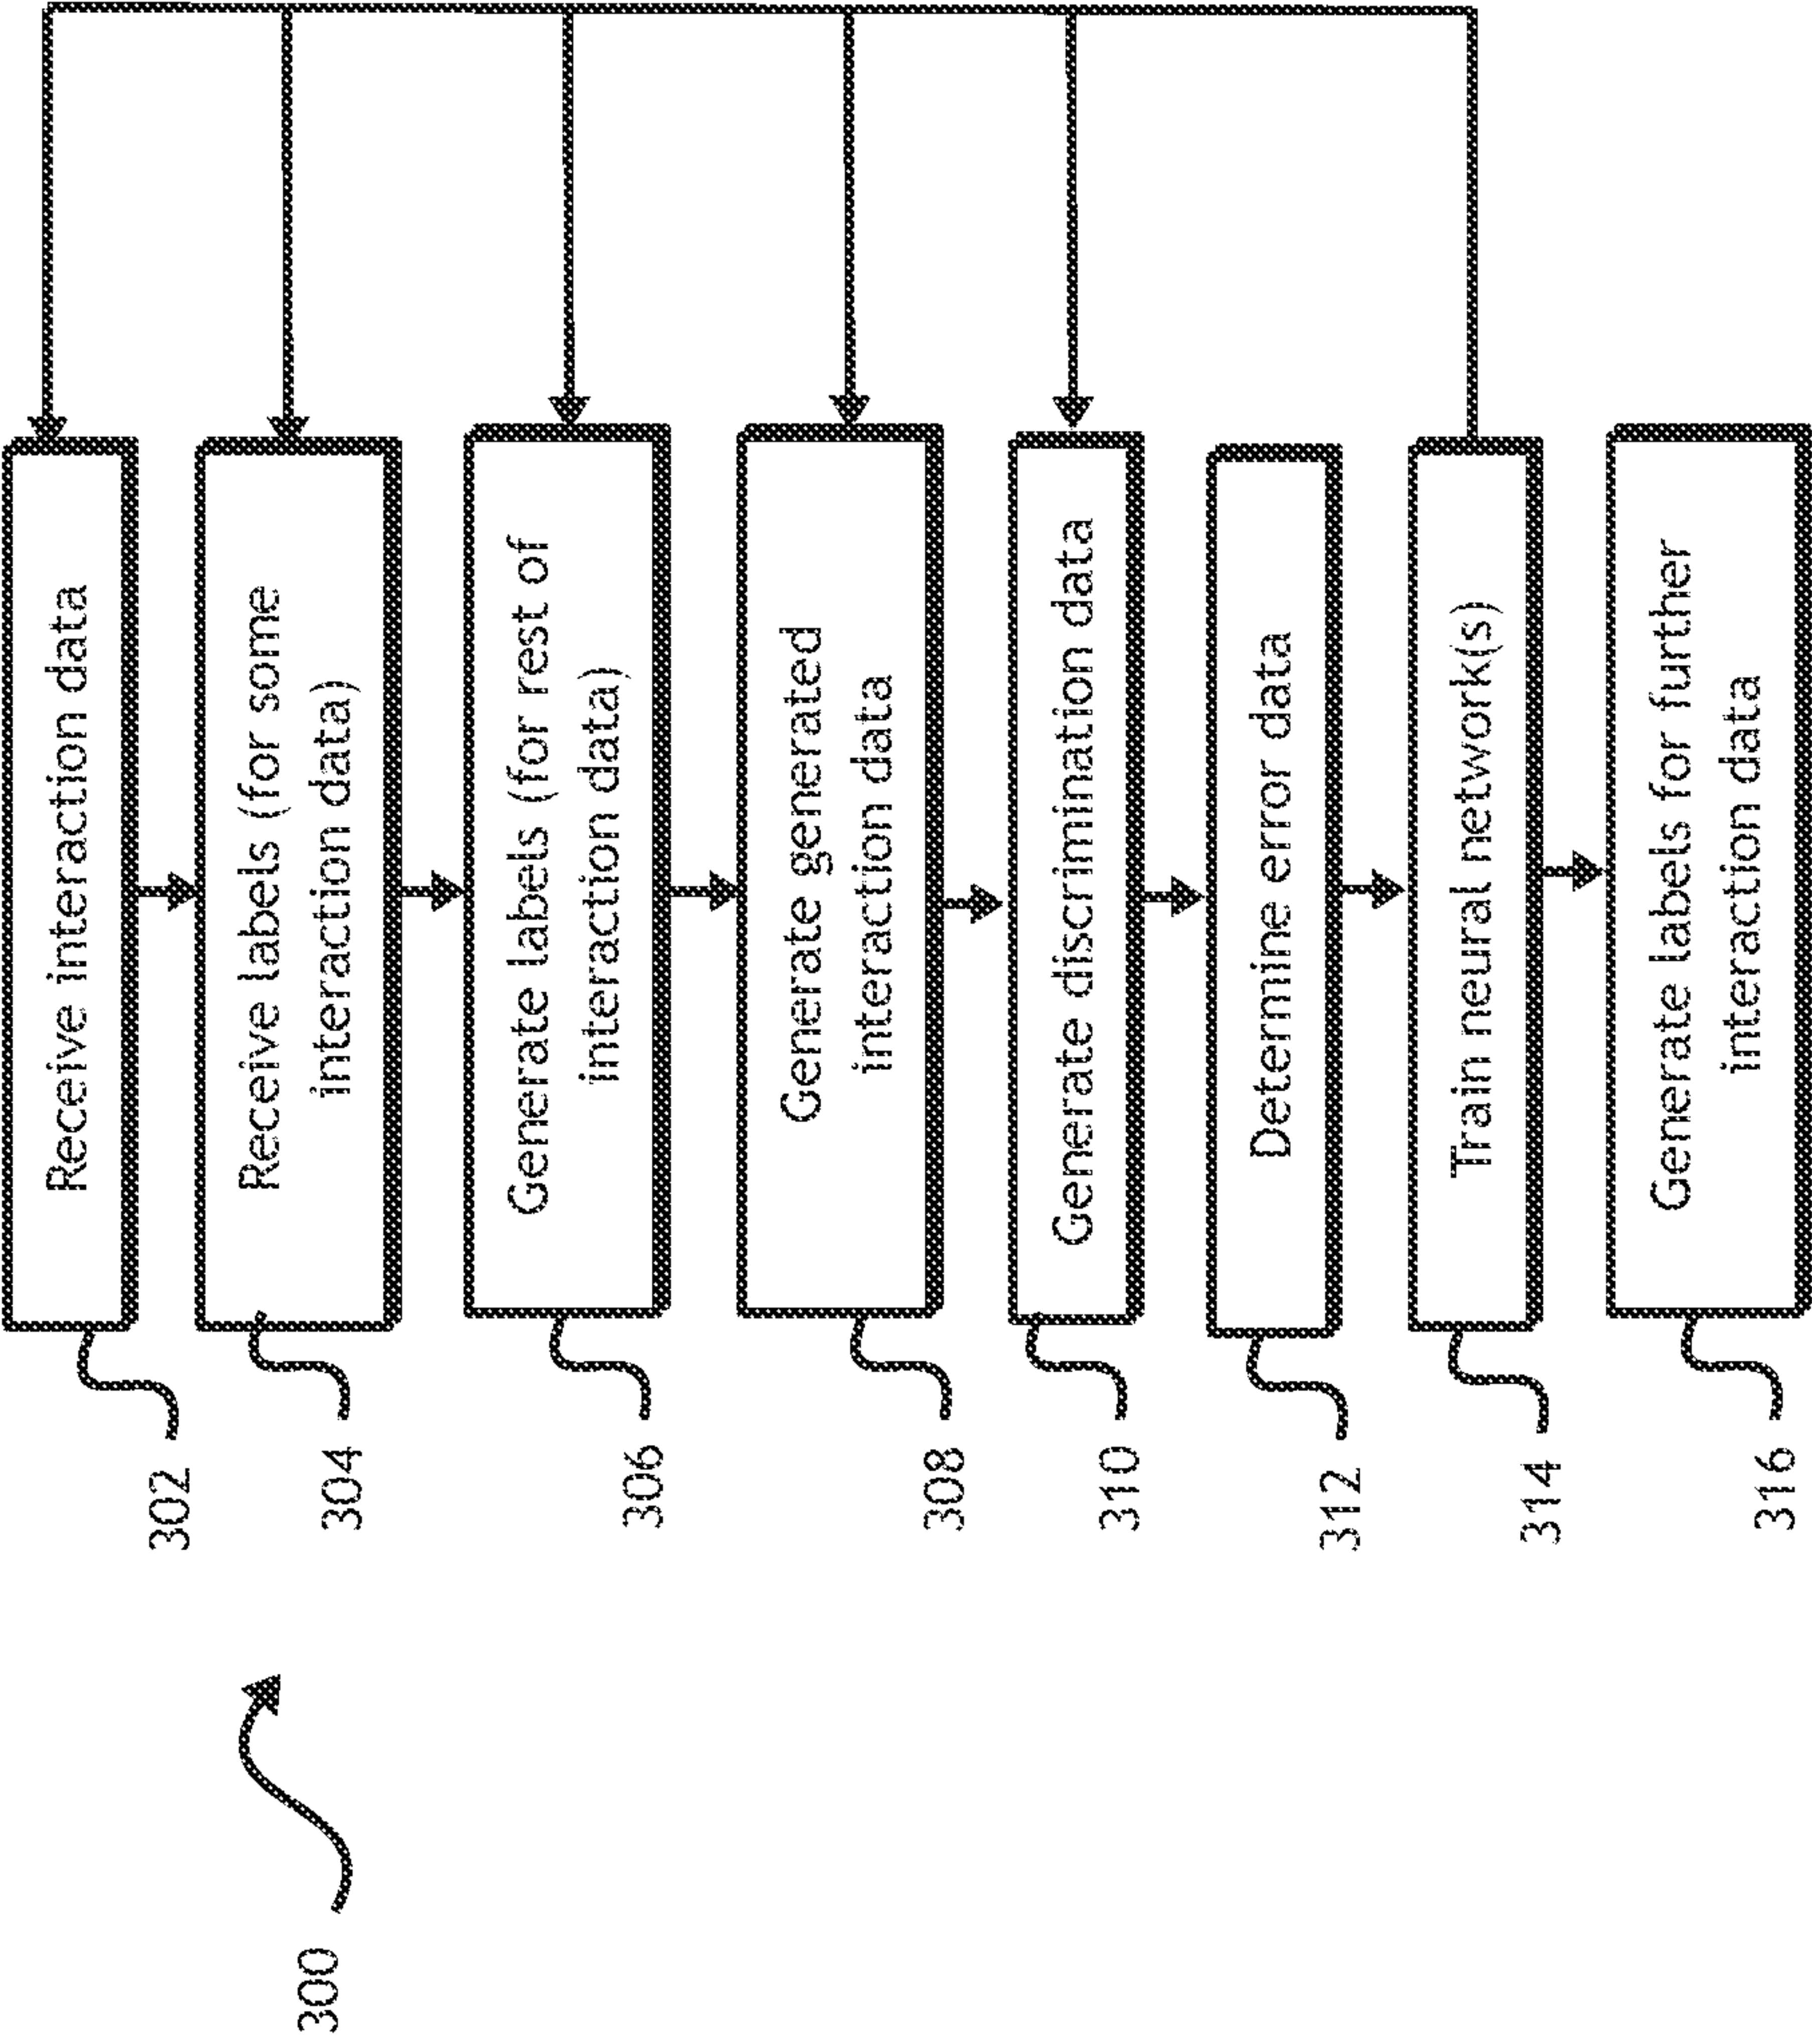 300
302
Receive interaction data
304
Receive labels (for some
interaction data)
306
Generate labels (for rest of
interaction data)
308
Generate generated
interaction data
310
Generate discrimination data
312
Determine error data
314
Train neural network(s)
316
Generate labels for further
interaction data